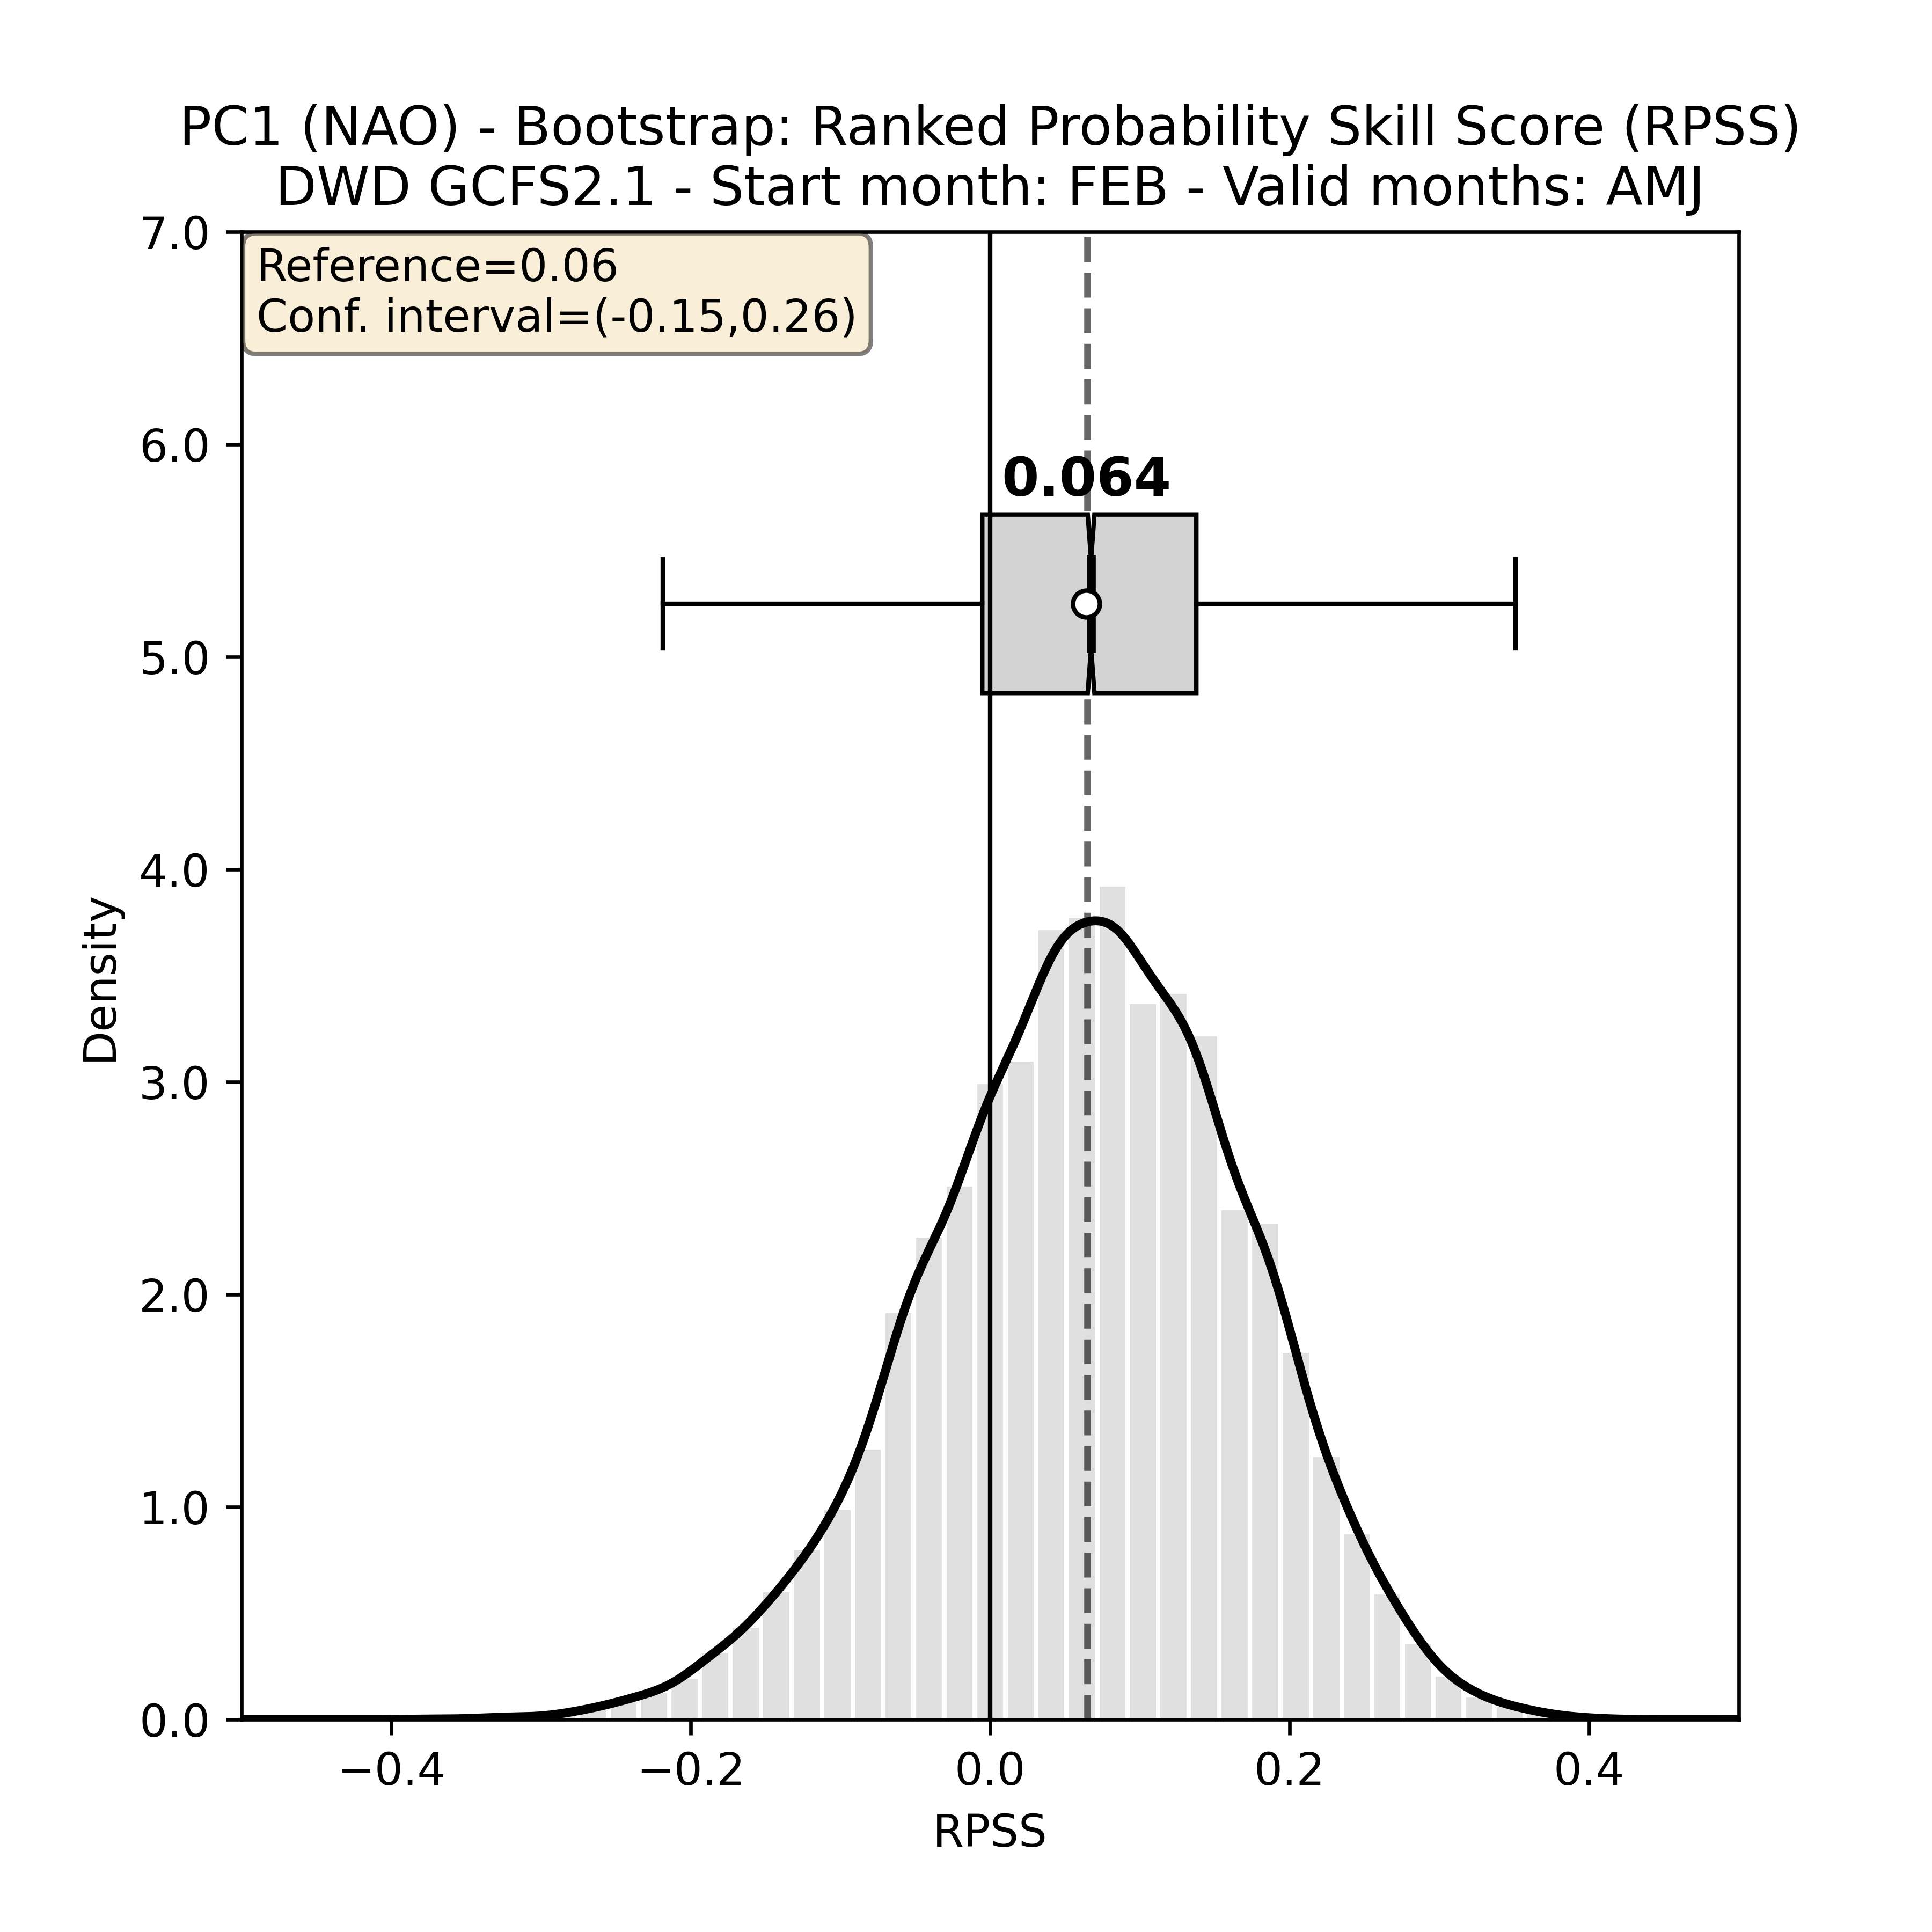 PC1 (NAO) - Bootstrap: Ranked Probability Skill Score (RPSS)
DWD GCFS2.1 - Start month: FEB - Valid months: AMJ
7.0
Reference=0.06
Conf. interval=(-0.15,0.26)
6.0
0.064
5.0
4.0
Density
3.0
2.0
1.0
0.0
−0.4 −0.2 0.0 0.2 0.4
RPSS